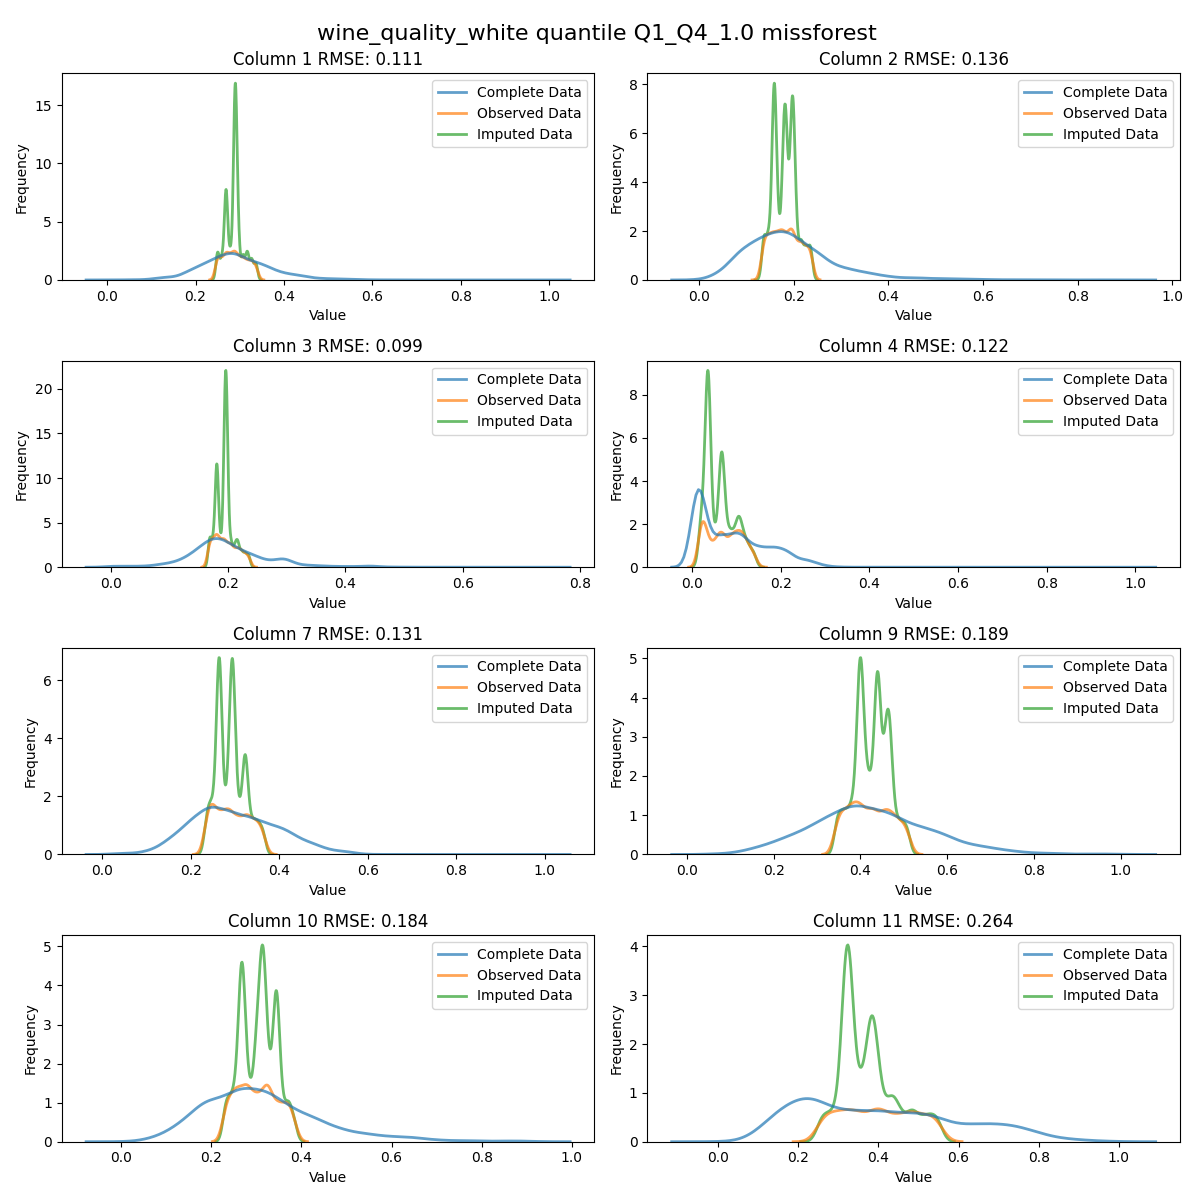 wine_quality_white quantile Q1_Q4_1.0 missforest
Column 1 RMSE: 0.111
Frequency
15
10
5
0
Complete Data
Observed Data
Imputed Data
0.0 0.2 0.4 0.6 0.8 1.0
Value
Column 2 RMSE: 0.136
Frequency
8
6
4
2
0
Complete Data
Observed Data
Imputed Data
0.0 0.2 0.4 0.6 0.8 1.0
Value
Column 3 RMSE: 0.099
Frequency
20
15
10
5
0
Complete Data
Observed Data
Imputed Data
0.0 0.2 0.4 0.6 0.8
Value
Column 4 RMSE: 0.122
Frequency
8
6
4
2
0
Complete Data
Observed Data
Imputed Data
0.0 0.2 0.4 0.6 0.8 1.0
Value
Column 7 RMSE: 0.131
Frequency
6
4
2
0
Complete Data
Observed Data
Imputed Data
0.0 0.2 0.4 0.6 0.8 1.0
Value
Column 9 RMSE: 0.189
Frequency
5
4
3
2
1
0
Complete Data
Observed Data
Imputed Data
0.0 0.2 0.4 0.6 0.8 1.0
Value
Column 10 RMSE: 0.184
Frequency
5
4
3
2
1
0
Complete Data
Observed Data
Imputed Data
0.0 0.2 0.4 0.6 0.8 1.0
Value
Column 11 RMSE: 0.264
Frequency
4
3
2
1
0
Complete Data
Observed Data
Imputed Data
0.0 0.2 0.4 0.6 0.8 1.0
Value